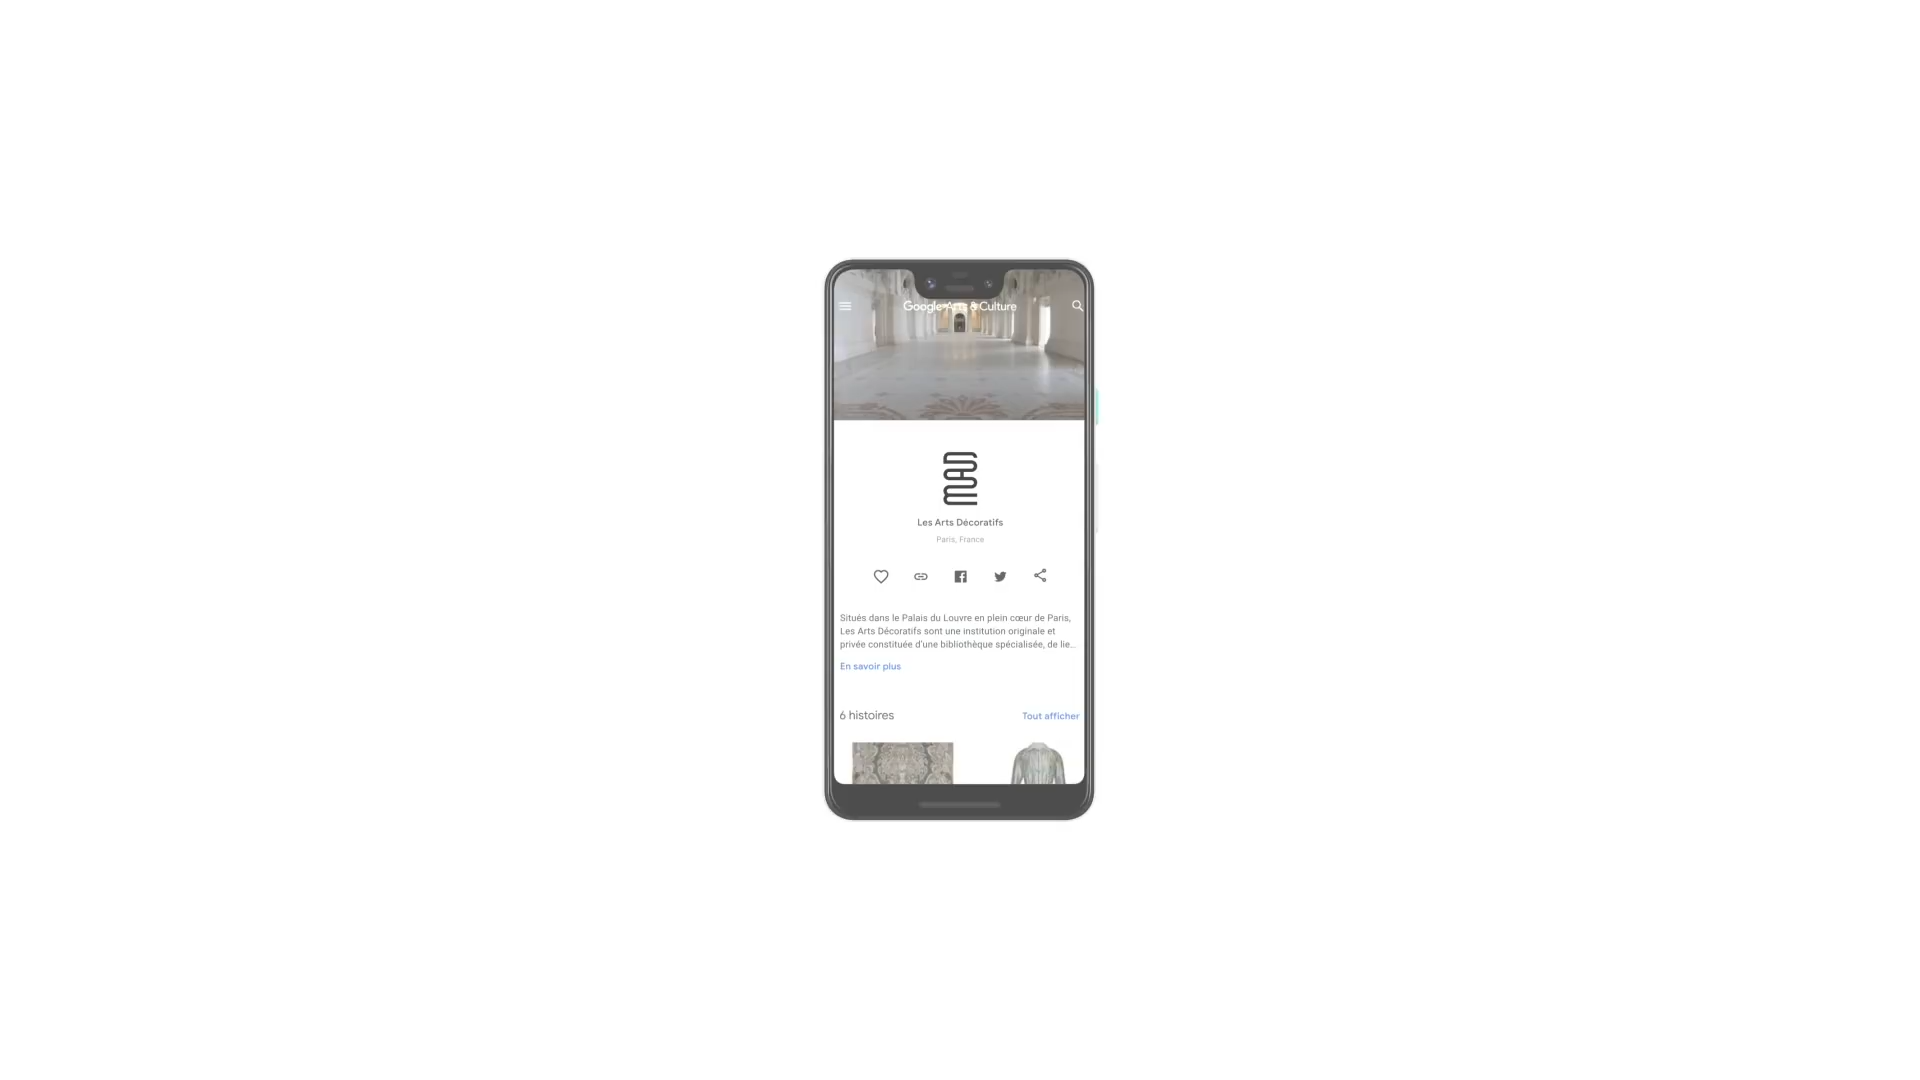 Google Arts & Culture
Les Arts Décoratifs
Paris, France
Situés dans le Palais du Louvre en plein cœur de Paris,
Les Arts Décoratifs sont une institution originale et
privée constituée d'une bibliothèque spécialisée, de lie...
En savoir plus
6 histoires
Tout afficher